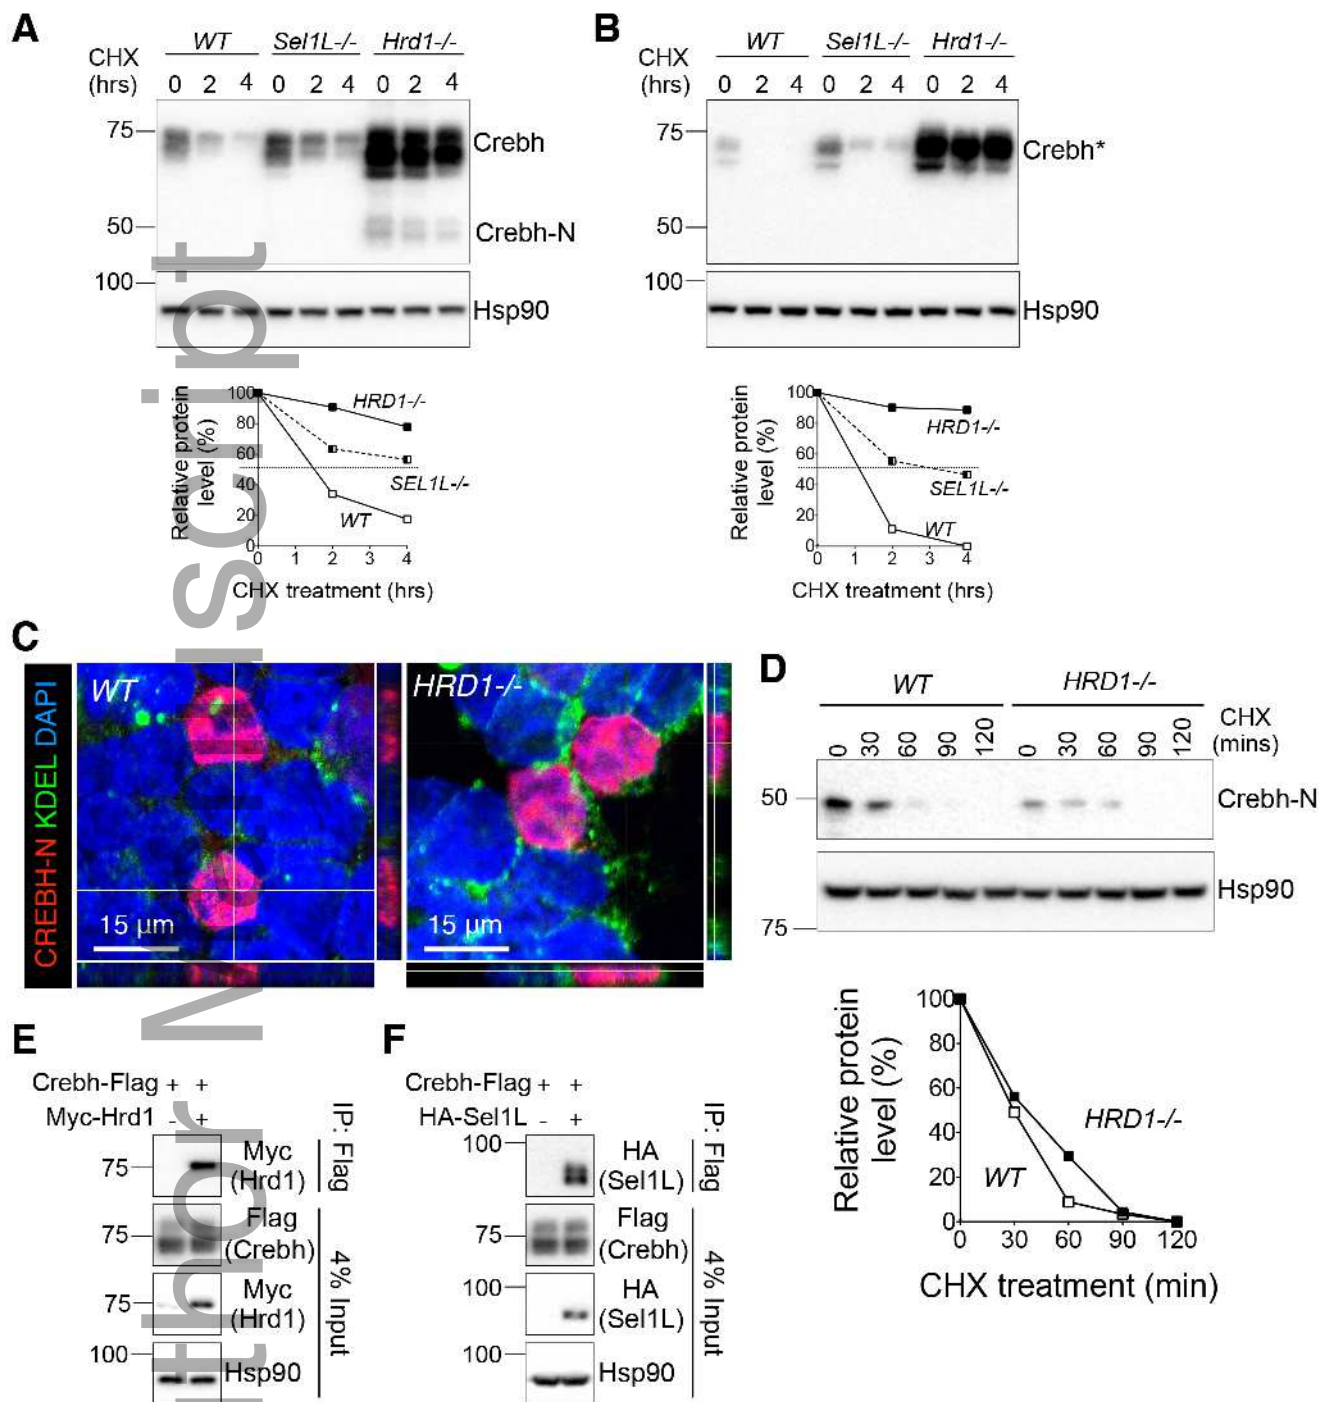 A
WT Sel1L-/- Hrd1-/-
CHX
(hrs) 0 2 4 0 2 4 0 2 4
75
Crebh
50
Crebh-N
100
Hsp90
Relative protein
level (%)
100
80
60
40
20
0
HRD1-/-
SEL1L-/-
WT
0 1 2 3 4
CHX treatment (hrs)
B
WT Sel1L-/- Hrd1-/-
CHX
(hrs) 0 2 4 0 2 4 0 2 4
75
Crebh*
50
100
Hsp90
Relative protein
level (%)
100
80
60
40
20
0
HRD1-/-
SEL1L-/-
WT
0 1 2 3 4
CHX treatment (hrs)
C
CREBH-N KDEL DAPI
WT
15 µm
HRD1-/-
15 µm
D
WT HRD1-/-
0 30 60 90 120 0 30 60 90 120
CHX
(mins)
50
Crebh-N
Hsp90
75
Relative protein
level (%)
100
80
60
40
20
0
HRD1-/-
WT
0 30 60 90 120
CHX treatment (min)
E
Crebh-Flag + +
Myc-Hrd1 - +
75
Myc
(Hrd1)
IP: Flag
75
Flag
(Crebh)
75
Myc
(Hrd1)
4% Input
100
Hsp90
F
Crebh-Flag + +
HA-Sel1L - +
100
HA
(Sel1L)
IP: Flag
75
Flag
(Crebh)
100
HA
(Sel1L)
4% Input
100
Hsp90
thor Manuscript